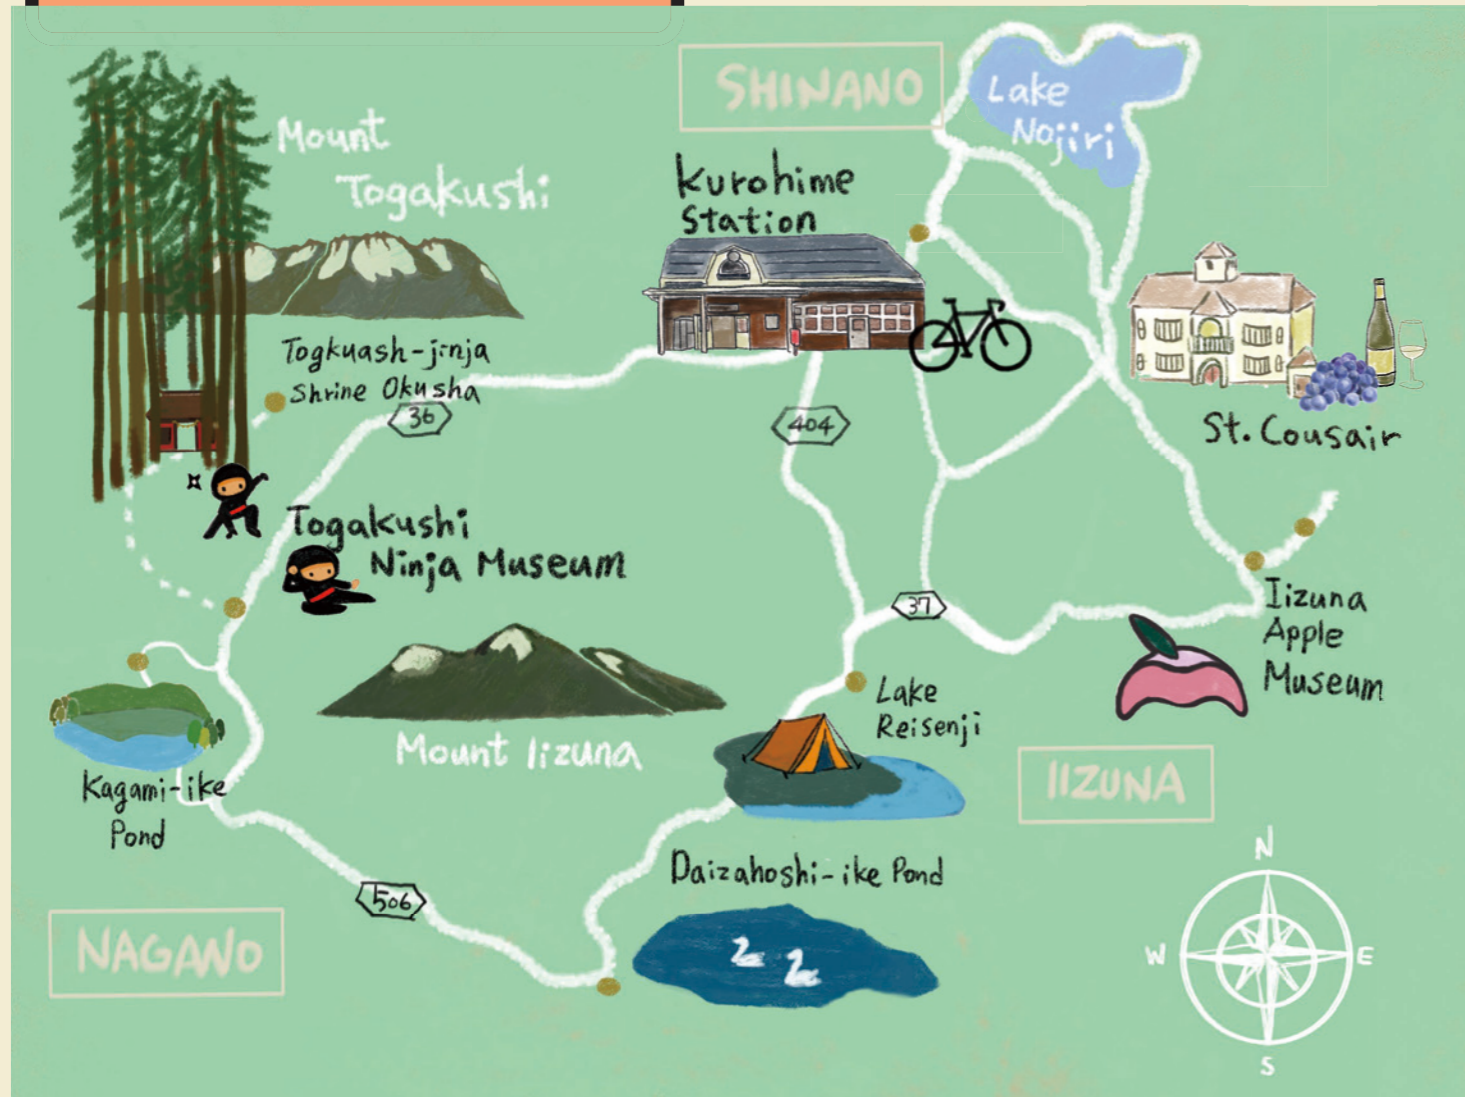 SHINANO
Lake
Nojiri
Mount
Togakushi
Kurohime
Station
Togkuash-jinja
Shrine Okusha
36
404
St. Cousair
Togakushi
Ninja Museum
37
Iizuna
Apple
Museum
Lake
Reisenji
Mount Iizuna
Kagami-ike
Pond
IIZUNA
Daizahoshi-ike Pond
506
NAGANO
N
W
E
S